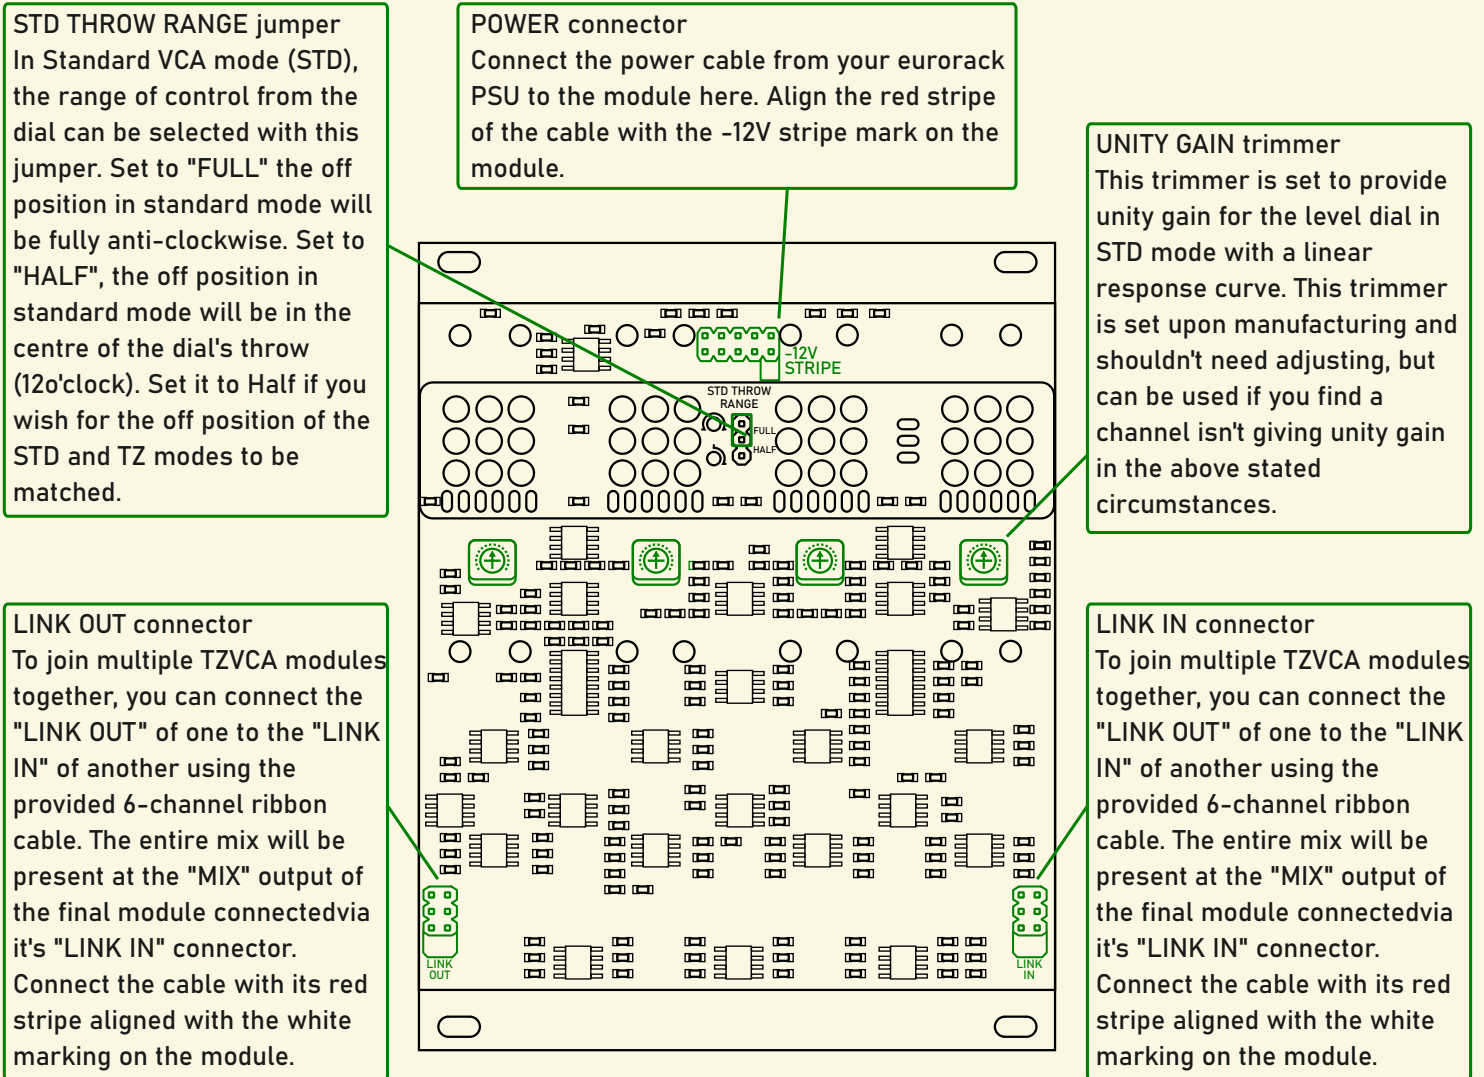 STD THROW RANGE jumper
In Standard VCA mode (STD),
the range of control from the
dial can be selected with this
jumper. Set to "FULL" the off
position in standard mode will
be fully anti-clockwise. Set to
"HALF", the off position in
standard mode will be in the
centre of the dial's throw
(12o'clock). Set it to Half if you
wish for the off position of the
STD and TZ modes to be
matched.
POWER connector
Connect the power cable from your eurorack
PSU to the module here. Align the red stripe
of the cable with the -12V stripe mark on the
module.
UNITY GAIN trimmer
This trimmer is set to provide
unity gain for the level dial in
STD mode with a linear
response curve. This trimmer
is set upon manufacturing and
shouldn't need adjusting, but
can be used if you find a
channel isn't giving unity gain
in the above stated
circumstances.
-12V
STRIPE
STD THROW
RANGE
FULL
HALF
LINK OUT connector
To join multiple TZVCA modules
together, you can connect the
"LINK OUT" of one to the "LINK
IN" of another using the
provided 6-channel ribbon
cable. The entire mix will be
present at the "MIX" output of
the final module connectedvia
it's "LINK IN" connector.
Connect the cable with its red
stripe aligned with the white
marking on the module.
LINK
OUT
LINK
IN
LINK IN connector
To join multiple TZVCA modules
together, you can connect the
"LINK OUT" of one to the "LINK
IN" of another using the
provided 6-channel ribbon
cable. The entire mix will be
present at the "MIX" output of
the final module connectedvia
it's "LINK IN" connector.
Connect the cable with its red
stripe aligned with the white
marking on the module.